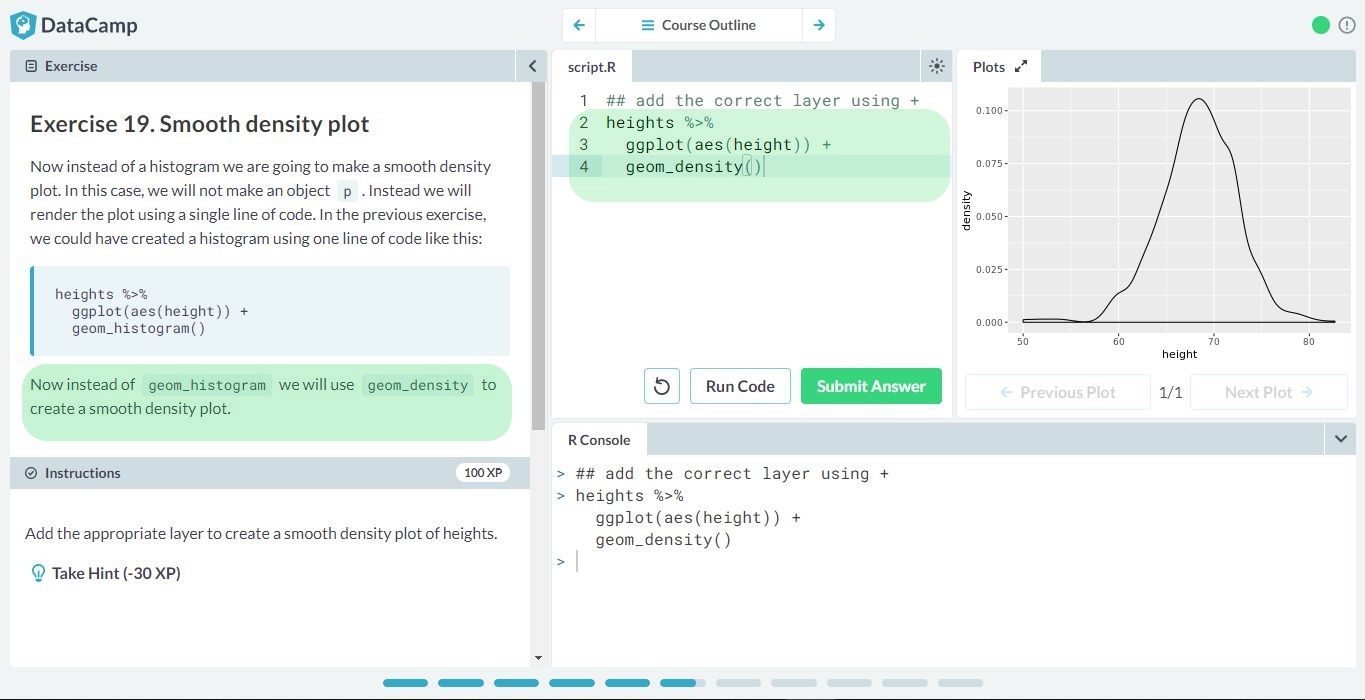 DataCamp
Course Outline
Exercise
Exercise 19. Smooth density plot
Now instead of a histogram we are going to make a smooth density
plot. In this case, we will not make an object p . Instead we will
render the plot using a single line of code. In the previous exercise,
we could have created a histogram using one line of code like this:
heights %>%
ggplot(aes(height)) +
geom_histogram()
Now instead of geom_histogram we will use geom_density to
create a smooth density plot.
Instructions
100 XP
Add the appropriate layer to create a smooth density plot of heights.
Take Hint (-30 XP)
script.R
1 ## add the correct layer using +
2 heights %>%
3 ggplot(aes(height)) +
4 geom_density()
Run Code
Submit Answer
Plots
0.100
0.075
0.050
0.025
0.000
density
50 60 70 80
height
Previous Plot
1/1
Next Plot
R Console
> ## add the correct layer using +
> heights %>%
ggplot(aes(height)) +
geom_density()
>